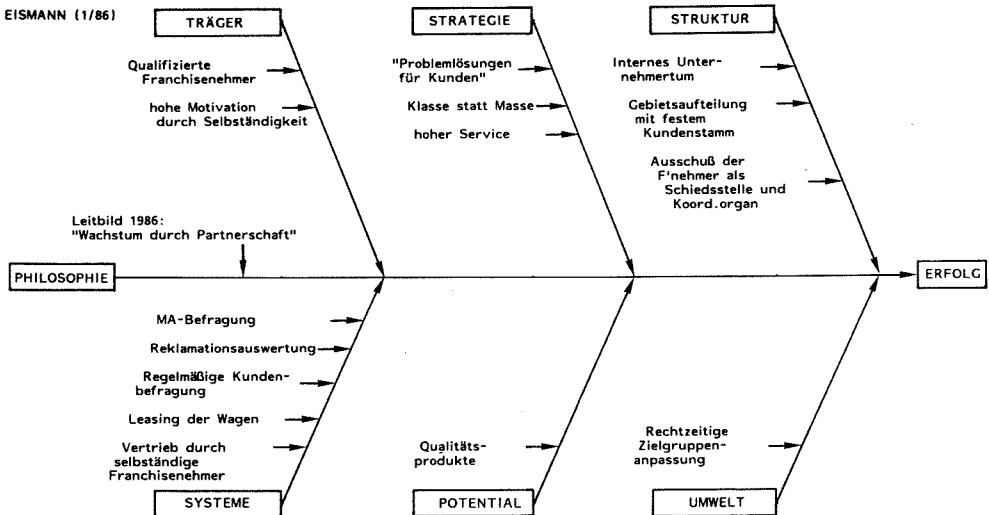 EISMANN (1/86)
TRÄGER
STRATEGIE
STRUKTUR
Qualifizierte
Franchisenehmer
hohe Motivation
durch Selbständigkeit
"Problemlösungen
für Kunden"
Klasse statt Masse
hoher Service
Internes Unter-
nehmertum
Gebietsaufteilung
mit festem
Kundenstamm
Ausschuß der
F'nehmer als
Schiedsstelle und
Koord.organ
Leitbild 1986:
"Wachstum durch Partnerschaft"
PHILOSOPHIE
ERFOLG
MA-Befragung
Reklamationsauswertung
Regelmäßige Kunden-
befragung
Leasing der Wagen
Vertrieb durch
selbständige
Franchisenehmer
Qualitäts-
produkte
Rechtzeitige
Zielgruppen-
anpassung
SYSTEME
POTENTIAL
UMWELT